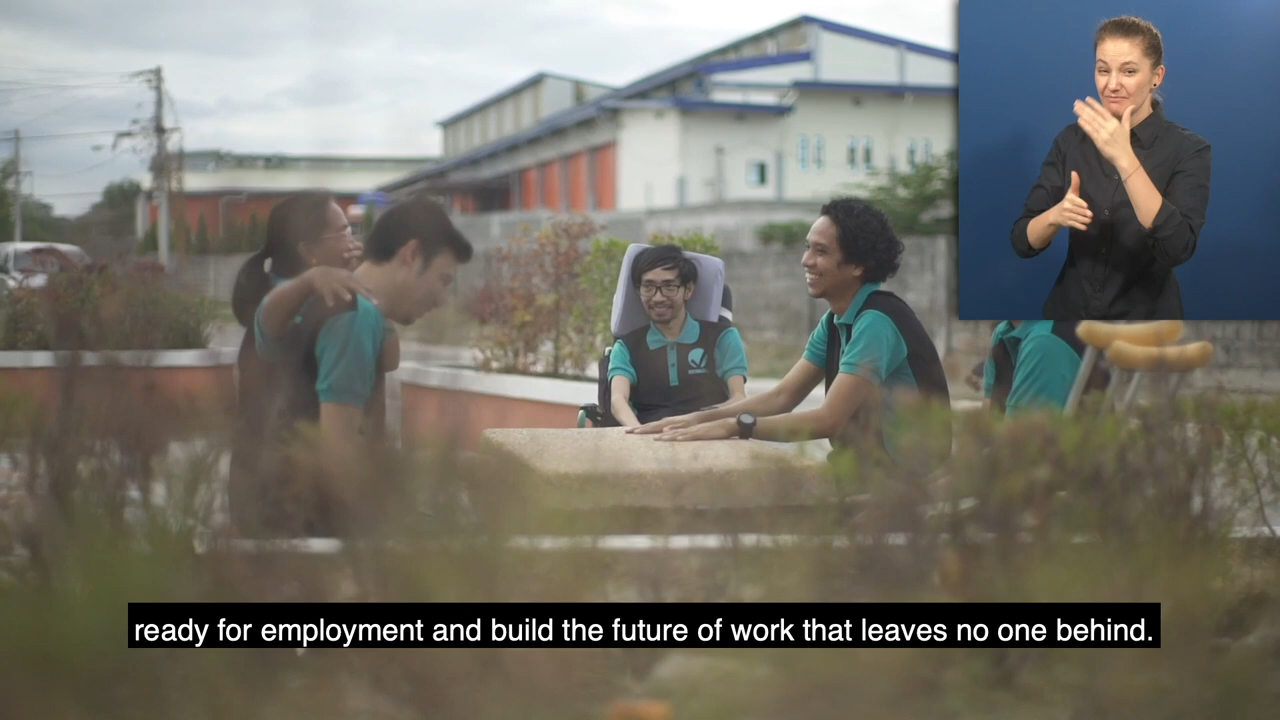 ready for employment and build the future of work that leaves no one behind.